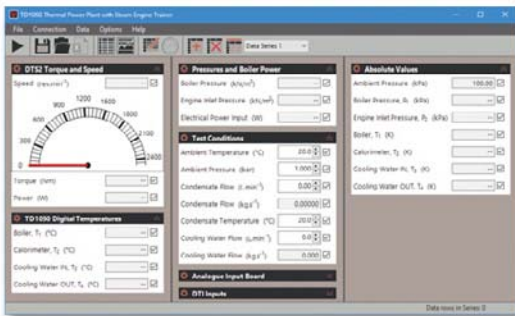 TD1050 Thermal Power Plant with Steam Engine Trainer
File Connection Data Options Help
Data Series 1
DTS2 Torque and Speed
Speed (rev.min⁻¹) --
0 300 600 900 1200 1500 1800 2100 2400
Torque (Nm) --
Power (W) --
TD1050 Digital Temperatures
Boiler, T₁ (°C) --
Calorimeter, T₂ (°C) --
Cooling Water IN, T₃ (°C) --
Cooling Water OUT, T₄ (°C) --
Pressures and Boiler Power
Boiler Pressure (kN/m²) --
Engine Inlet Pressure (kN/m²) --
Electrical Power Input (W) --
Test Conditions
Ambient Temperature (°C) 20.0
Ambient Pressure (bar) 1.000
Condensate Flow (L.min⁻¹) 0.00
Condensate Flow (kg.s⁻¹) 0.00000
Condensate Temperature (°C) 20.0
Cooling Water Flow (L.min⁻¹) 0.0
Cooling Water Flow (kg.s⁻¹) 0.000
Analogue Input Board
DTI Inputs
Absolute Values
Ambient Pressure (kPa) 100.00
Boiler Pressure, P₁ (kPa) --
Engine Inlet Pressure, P₂ (kPa) --
Boiler, T₁ (K) --
Calorimeter, T₂ (K) --
Cooling Water IN, T₃ (K) --
Cooling Water OUT, T₄ (K) --
Data rows in Series: 0